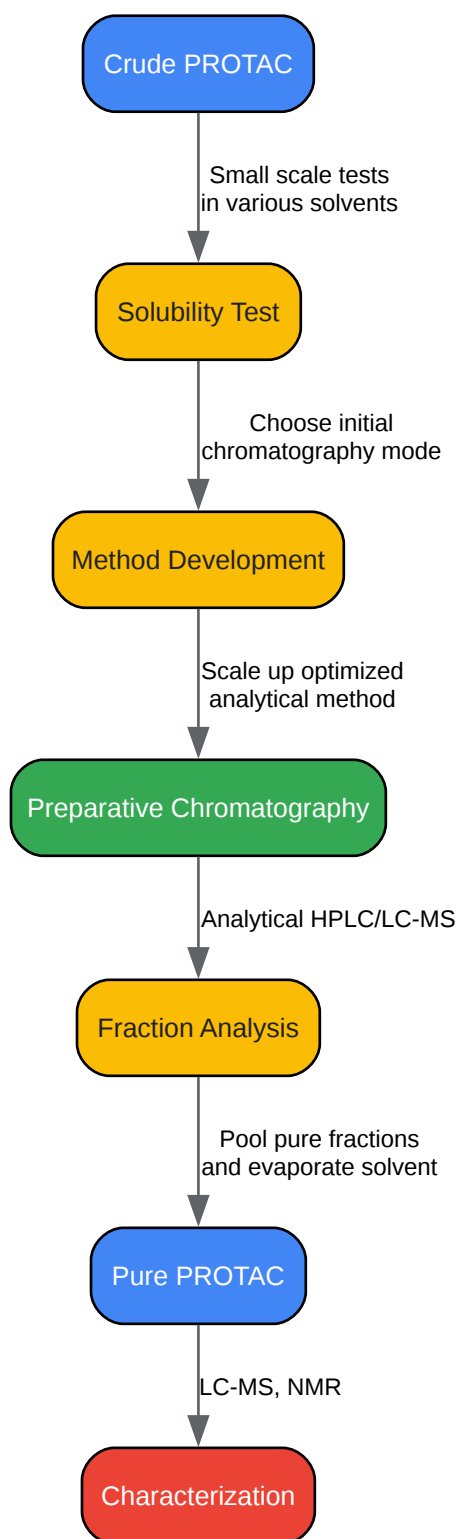 Crude PROTAC
Small scale tests
in various solvents
Solubility Test
Choose initial
chromatography mode
Method Development
Scale up optimized
analytical method
Preparative Chromatography
Analytical HPLC/LC-MS
Fraction Analysis
Pool pure fractions
and evaporate solvent
Pure PROTAC
LC-MS, NMR
Characterization